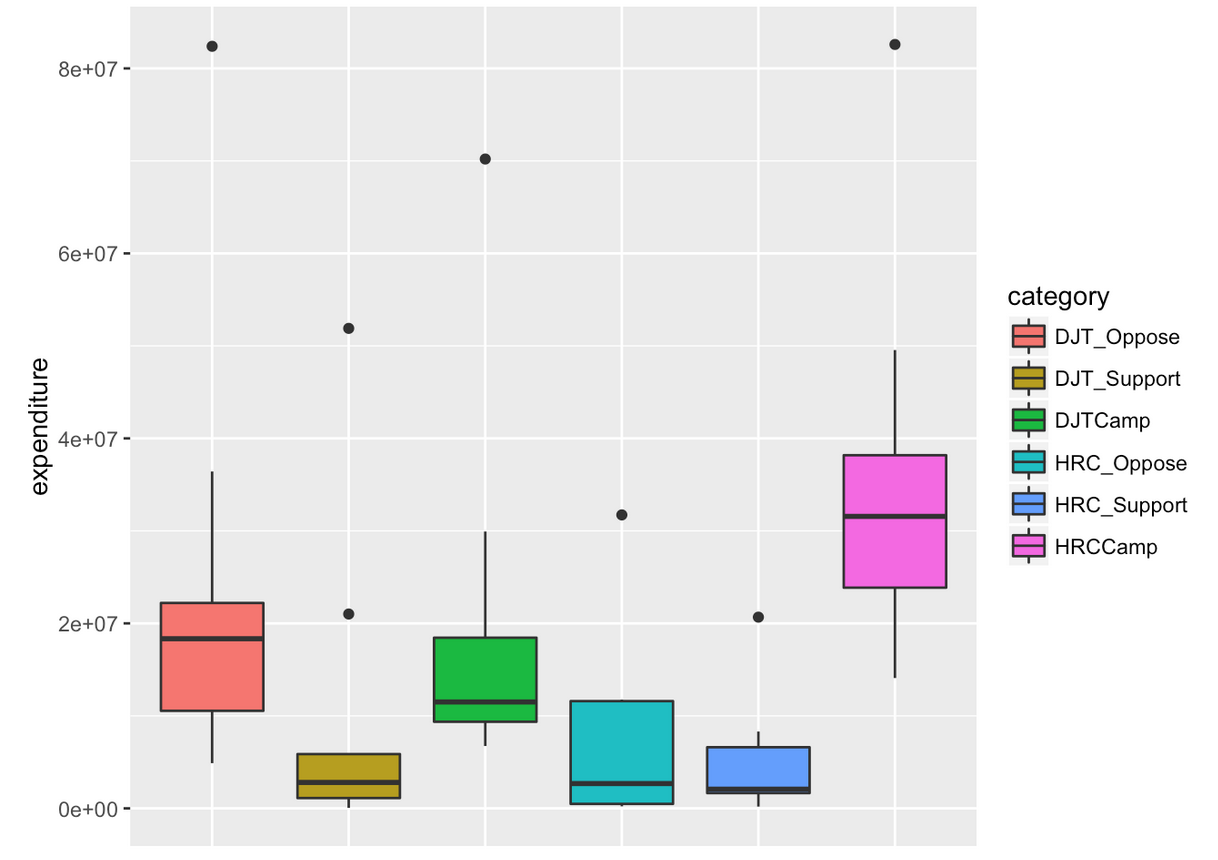 8e+07
6e+07
4e+07
2e+07
0e+00
expenditure
category
DJT_Oppose
DJT_Support
DJTCamp
HRC_Oppose
HRC_Support
HRCCamp